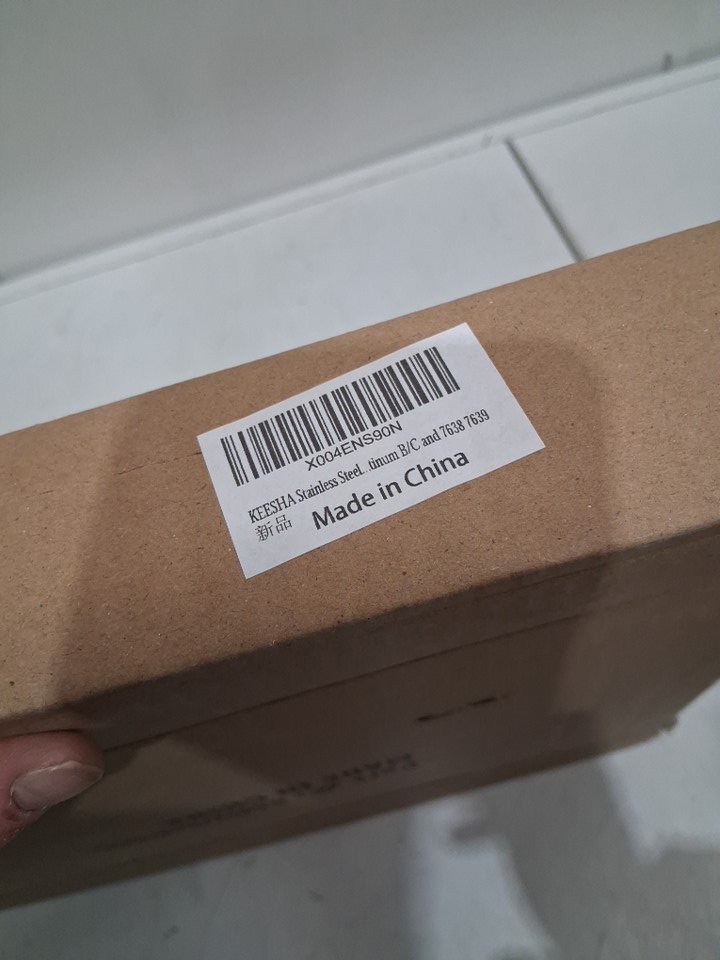 X004ENS90N
KEESHA Stainless Steel...tinum B/C and 7638 7639
新品
Made in China